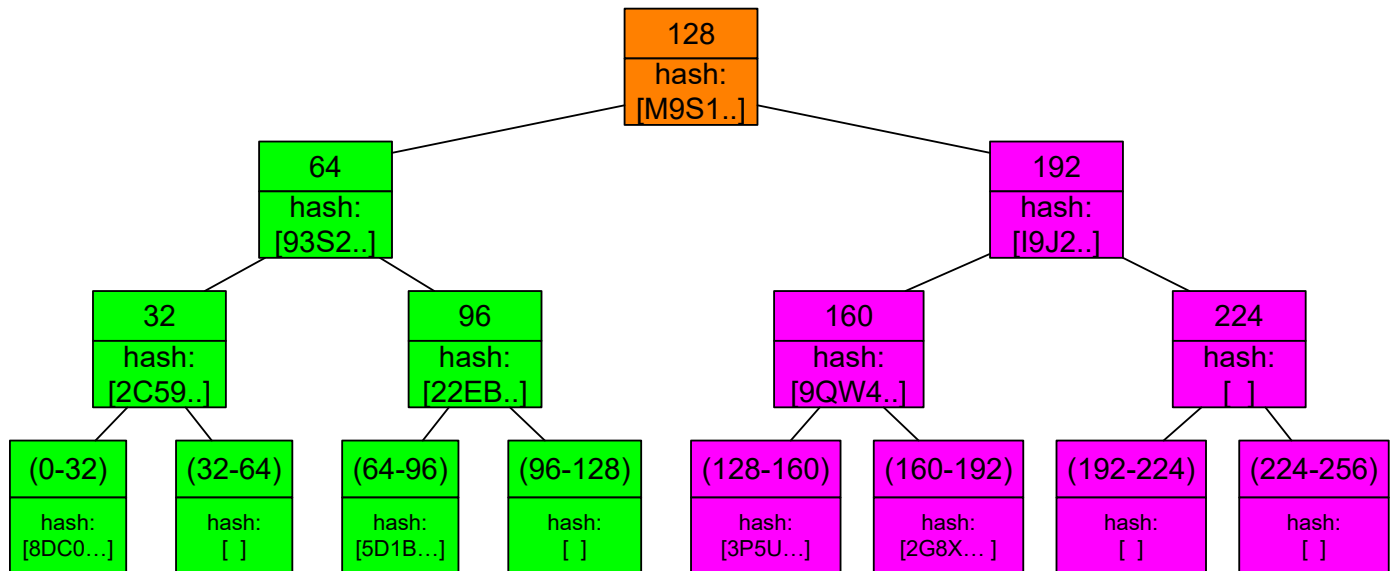 128
hash:
[M9S1..]
64
hash:
[93S2..]
192
hash:
[I9J2..]
32
hash:
[2C59..]
96
hash:
[22EB..]
160
hash:
[9QW4..]
224
hash:
[ ]
(0-32)
hash:
[8DC0…]
(32-64)
hash:
[ ]
(64-96)
hash:
[5D1B…]
(96-128)
hash:
[ ]
(128-160)
hash:
[3P5U…]
(160-192)
hash:
[2G8X… ]
(192-224)
hash:
[ ]
(224-256)
hash:
[ ]